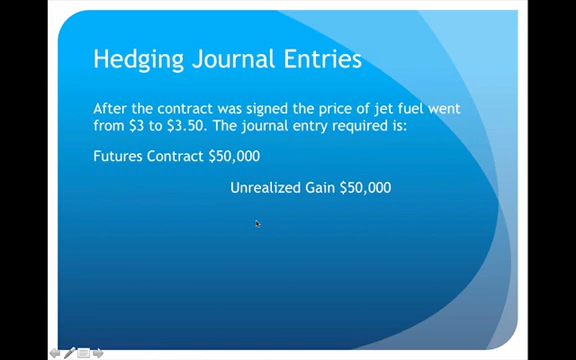 Hedging Journal Entries
After the contract was signed the price of jet fuel went
from $3 to $3.50. The journal entry required is:
Futures Contract $50,000
Unrealized Gain $50,000